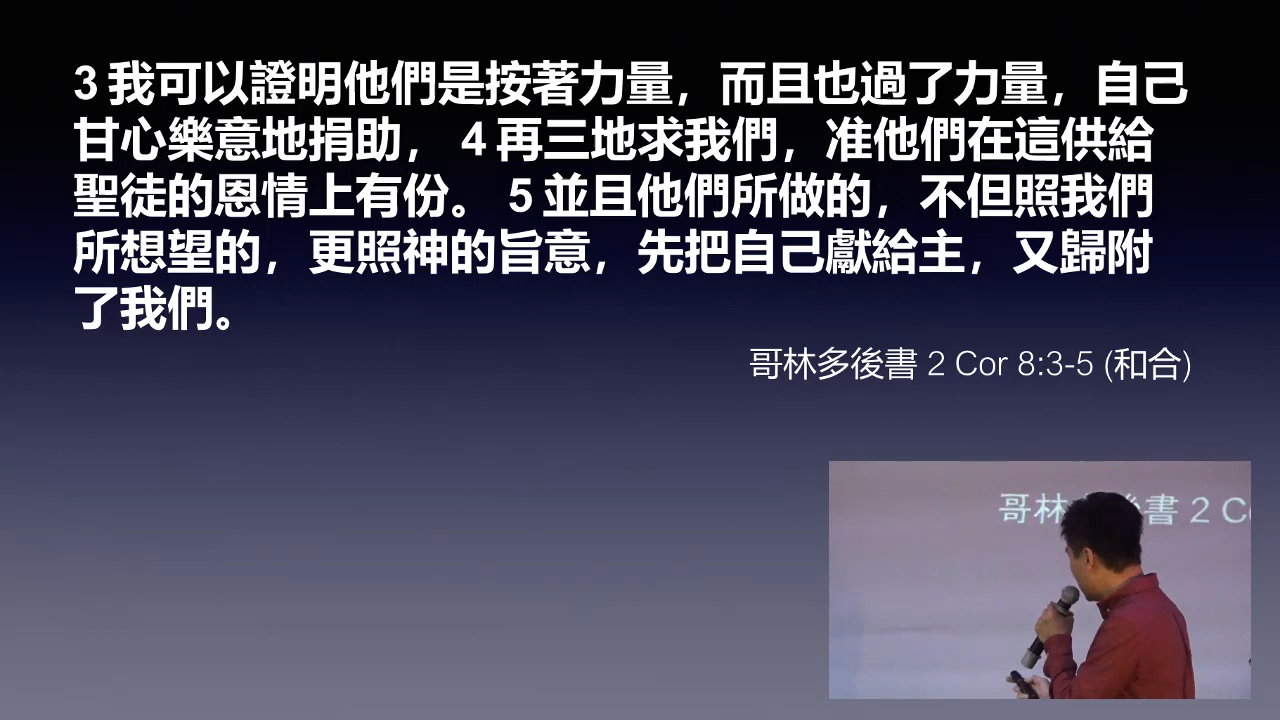 3 我可以證明他們是按著力量，而且也過了力量，自己
甘心樂意地捐助， 4 再三地求我們，准他們在這供給
聖徒的恩情上有份。 5 並且他們所做的，不但照我們
所想望的，更照神的旨意，先把自己獻給主，又歸附
了我們。
哥林多後書 2 Cor 8:3-5 (和合)
哥林 後書 2 Co